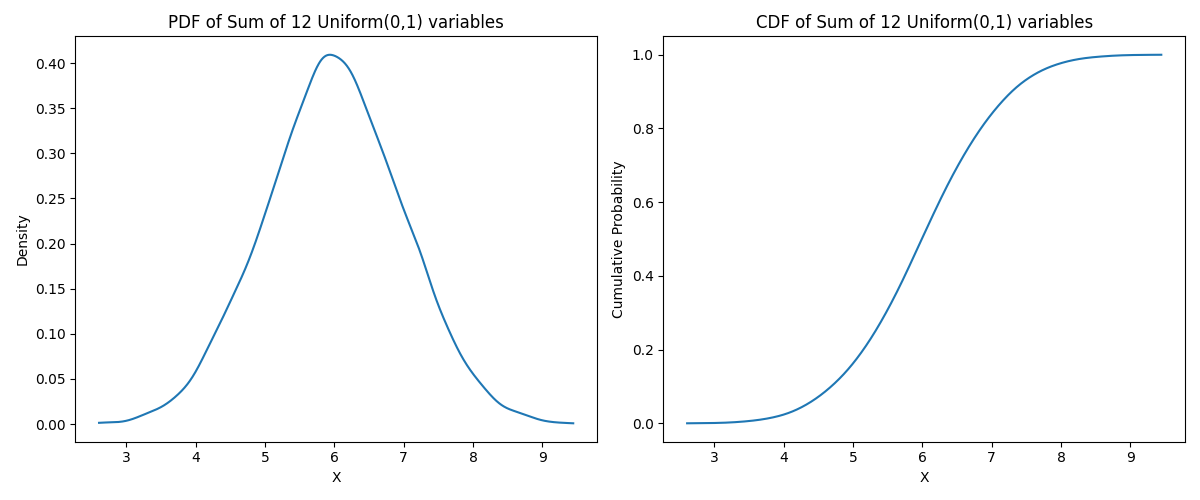 PDF of Sum of 12 Uniform(0,1) variables
0.40
0.35
0.30
0.25
0.20
0.15
0.10
0.05
0.00
Density
3 4 5 6 7 8 9
X
CDF of Sum of 12 Uniform(0,1) variables
1.0
0.8
0.6
0.4
0.2
0.0
Cumulative Probability
3 4 5 6 7 8 9
X